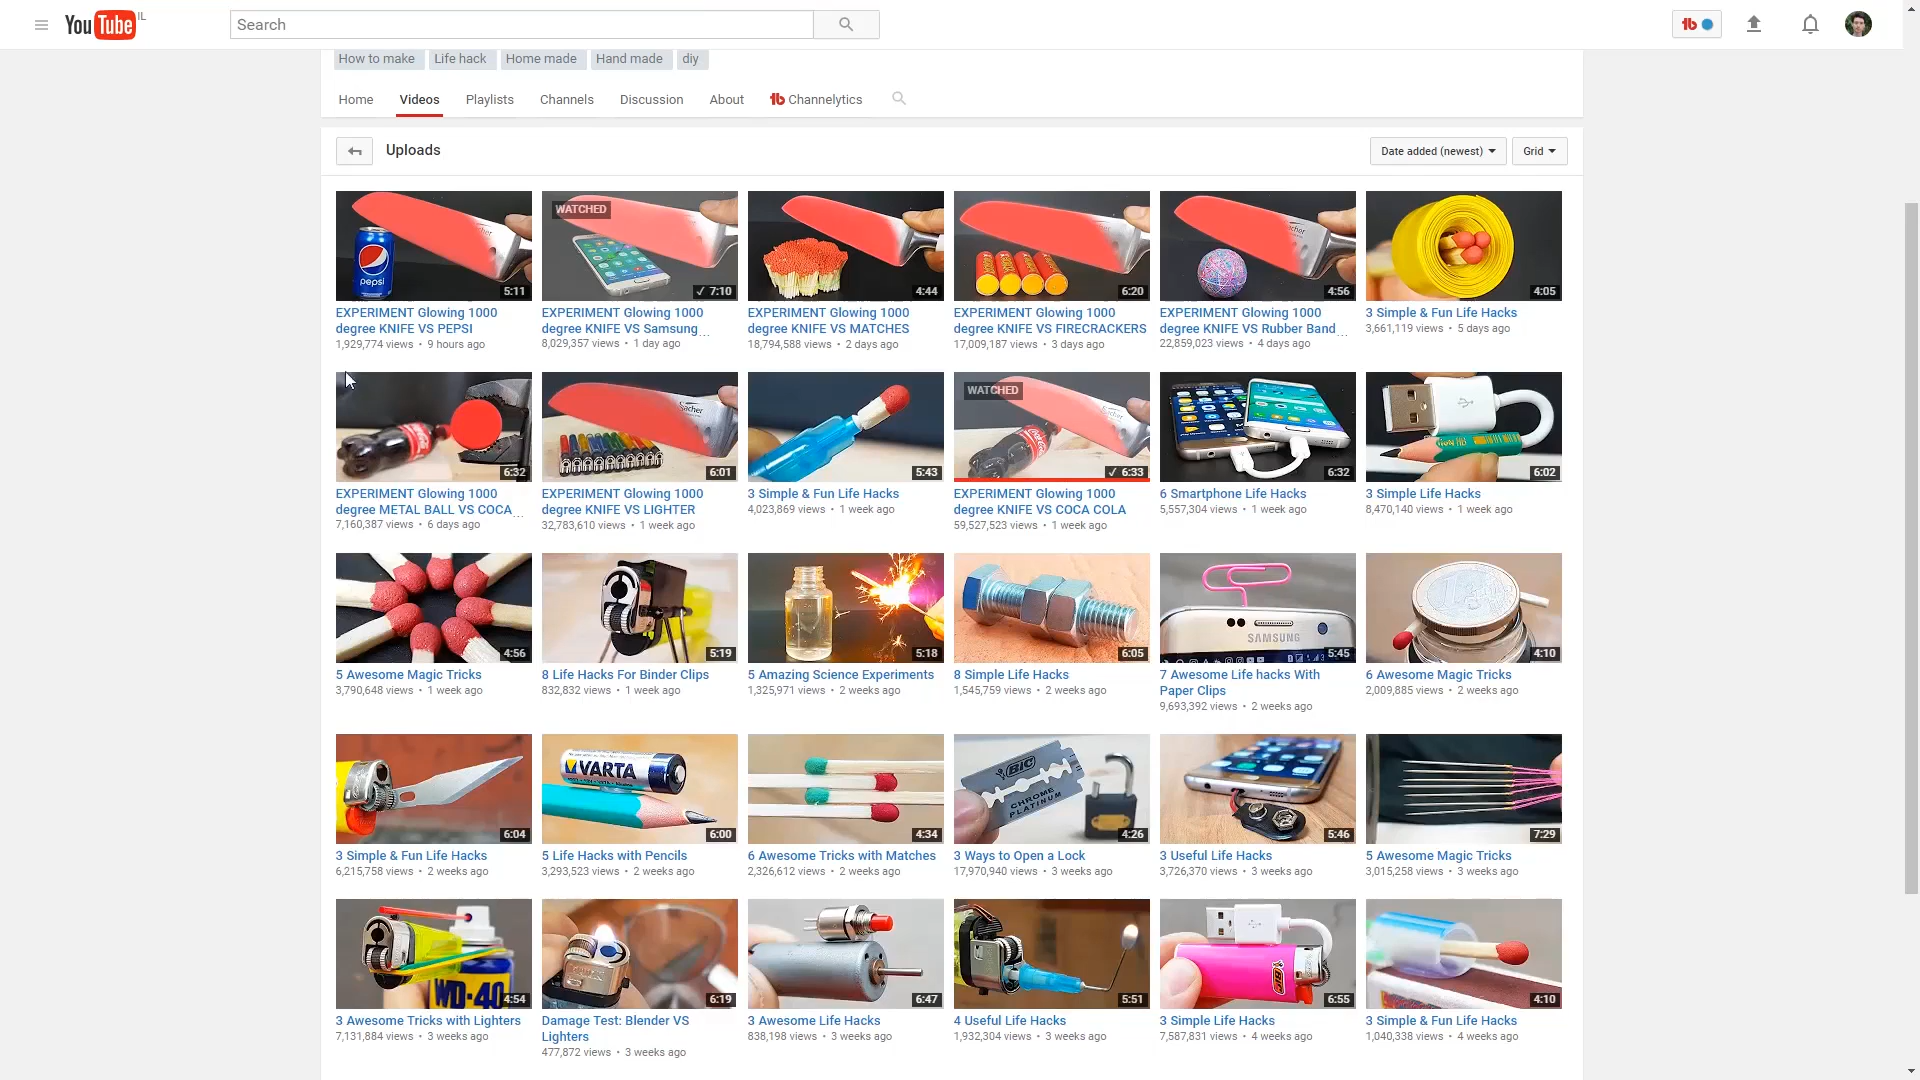 YouTube IL
Search
How to make Life hack Home made Hand made diy
Home Videos Playlists Channels Discussion About Channelytics
Uploads
Date added (newest) Grid
WATCHED
pepsi
5:11 ✓ 7:10 4:44 6:20 4:56 4:05
EXPERIMENT Glowing 1000 degree KNIFE VS PEPSI
1,929,774 views • 9 hours ago
EXPERIMENT Glowing 1000 degree KNIFE VS Samsung...
8,029,357 views • 1 day ago
EXPERIMENT Glowing 1000 degree KNIFE VS MATCHES
18,794,588 views • 2 days ago
EXPERIMENT Glowing 1000 degree KNIFE VS FIRECRACKERS
17,009,187 views • 3 days ago
EXPERIMENT Glowing 1000 degree KNIFE VS Rubber Band...
22,859,023 views • 4 days ago
3 Simple & Fun Life Hacks
3,661,119 views • 5 days ago
WATCHED
6:32 6:01 5:43 ✓ 6:33 6:32 6:02
EXPERIMENT Glowing 1000 degree METAL BALL VS COCA...
7,160,387 views • 6 days ago
EXPERIMENT Glowing 1000 degree KNIFE VS LIGHTER
32,783,610 views • 1 week ago
3 Simple & Fun Life Hacks
4,023,869 views • 1 week ago
EXPERIMENT Glowing 1000 degree KNIFE VS COCA COLA
59,527,523 views • 1 week ago
6 Smartphone Life Hacks
5,557,304 views • 1 week ago
3 Simple Life Hacks
8,470,140 views • 1 week ago
SAMSUNG
4:56 5:19 5:18 6:05 5:45 4:10
5 Awesome Magic Tricks
3,790,648 views • 1 week ago
8 Life Hacks For Binder Clips
832,832 views • 1 week ago
5 Amazing Science Experiments
1,325,971 views • 2 weeks ago
8 Simple Life Hacks
1,545,759 views • 2 weeks ago
7 Awesome Life hacks With Paper Clips
9,693,392 views • 2 weeks ago
6 Awesome Magic Tricks
2,009,885 views • 2 weeks ago
VARTA
BIC
CHROME
PLATINUM
6:04 6:00 4:34 4:26 5:46 7:29
3 Simple & Fun Life Hacks
6,215,758 views • 2 weeks ago
5 Life Hacks with Pencils
3,293,523 views • 2 weeks ago
6 Awesome Tricks with Matches
2,326,612 views • 2 weeks ago
3 Ways to Open a Lock
17,970,940 views • 3 weeks ago
3 Useful Life Hacks
3,726,370 views • 3 weeks ago
5 Awesome Magic Tricks
3,015,258 views • 3 weeks ago
WD-40
BIC
4:54 6:19 6:47 5:51 6:55 4:10
3 Awesome Tricks with Lighters
7,131,884 views • 3 weeks ago
Damage Test: Blender VS Lighters
477,872 views • 3 weeks ago
3 Awesome Life Hacks
838,198 views • 3 weeks ago
4 Useful Life Hacks
1,932,304 views • 3 weeks ago
3 Simple Life Hacks
7,587,831 views • 4 weeks ago
3 Simple & Fun Life Hacks
1,040,338 views • 4 weeks ago